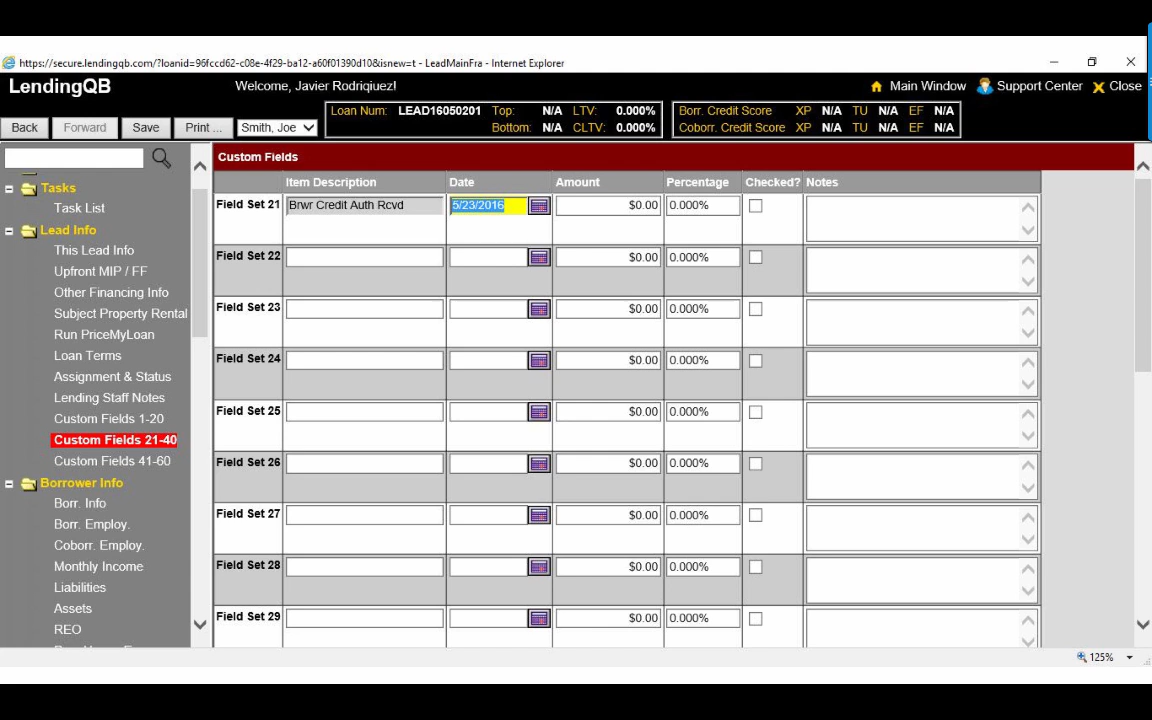 https://secure.lendingqb.com/?loanid=96fccd62-c08e-4f29-ba12-a60f01390d10&isnew=t - LeadMainFra - Internet Explorer
LendingQB Welcome, Javier Rodriqiuez! Main Window Support Center Close
Loan Num: LEAD16050201 Top: N/A LTV: 0.000% Borr. Credit Score XP N/A TU N/A EF N/A
Back Forward Save Print ... Smith, Joe Bottom: N/A CLTV: 0.000% Coborr. Credit Score XP N/A TU N/A EF N/A
Custom Fields
Item Description Date Amount Percentage Checked? Notes
Tasks
Task List
Lead Info
This Lead Info
Upfront MIP / FF
Other Financing Info
Subject Property Rental
Run PriceMyLoan
Loan Terms
Assignment & Status
Lending Staff Notes
Custom Fields 1-20
Custom Fields 21-40
Custom Fields 41-60
Borrower Info
Borr. Info
Borr. Employ.
Coborr. Employ.
Monthly Income
Liabilities
Assets
REO
Field Set 21 Brwr Credit Auth Rcvd 5/23/2016 $0.00 0.000%
Field Set 22 $0.00 0.000%
Field Set 23 $0.00 0.000%
Field Set 24 $0.00 0.000%
Field Set 25 $0.00 0.000%
Field Set 26 $0.00 0.000%
Field Set 27 $0.00 0.000%
Field Set 28 $0.00 0.000%
Field Set 29 $0.00 0.000%
125%